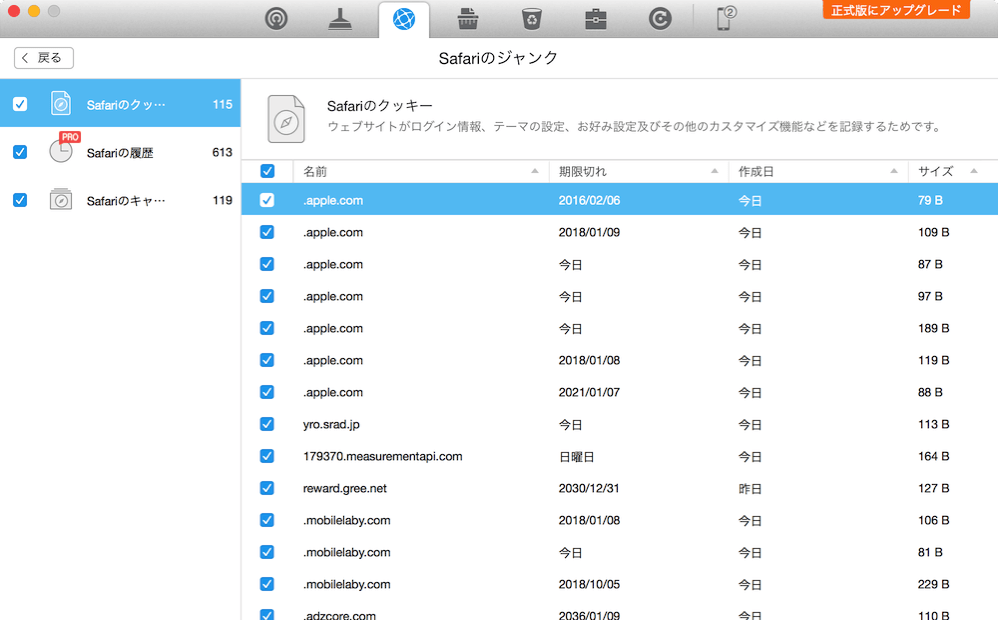 2
正式版にアップグレード
戻る
Safariのジャンク
Safariのクッ… 115
PRO
Safariの履歴 613
Safariのキャ… 119
Safariのクッキー
ウェブサイトがログイン情報、テーマの設定、お好み設定及びその他のカスタマイズ機能などを記録するためです。
名前 期限切れ 作成日 サイズ
.apple.com 2016/02/06 今日 79 B
.apple.com 2018/01/09 今日 109 B
.apple.com 今日 今日 87 B
.apple.com 今日 今日 97 B
.apple.com 今日 今日 189 B
.apple.com 2018/01/08 今日 119 B
.apple.com 2021/01/07 今日 88 B
yro.srad.jp 今日 今日 113 B
179370.measurementapi.com 日曜日 今日 164 B
reward.gree.net 2030/12/31 昨日 127 B
.mobilelaby.com 2018/01/08 今日 106 B
.mobilelaby.com 今日 今日 81 B
.mobilelaby.com 2018/10/05 今日 229 B
.adzcore.com 2036/01/09 今日 110 B